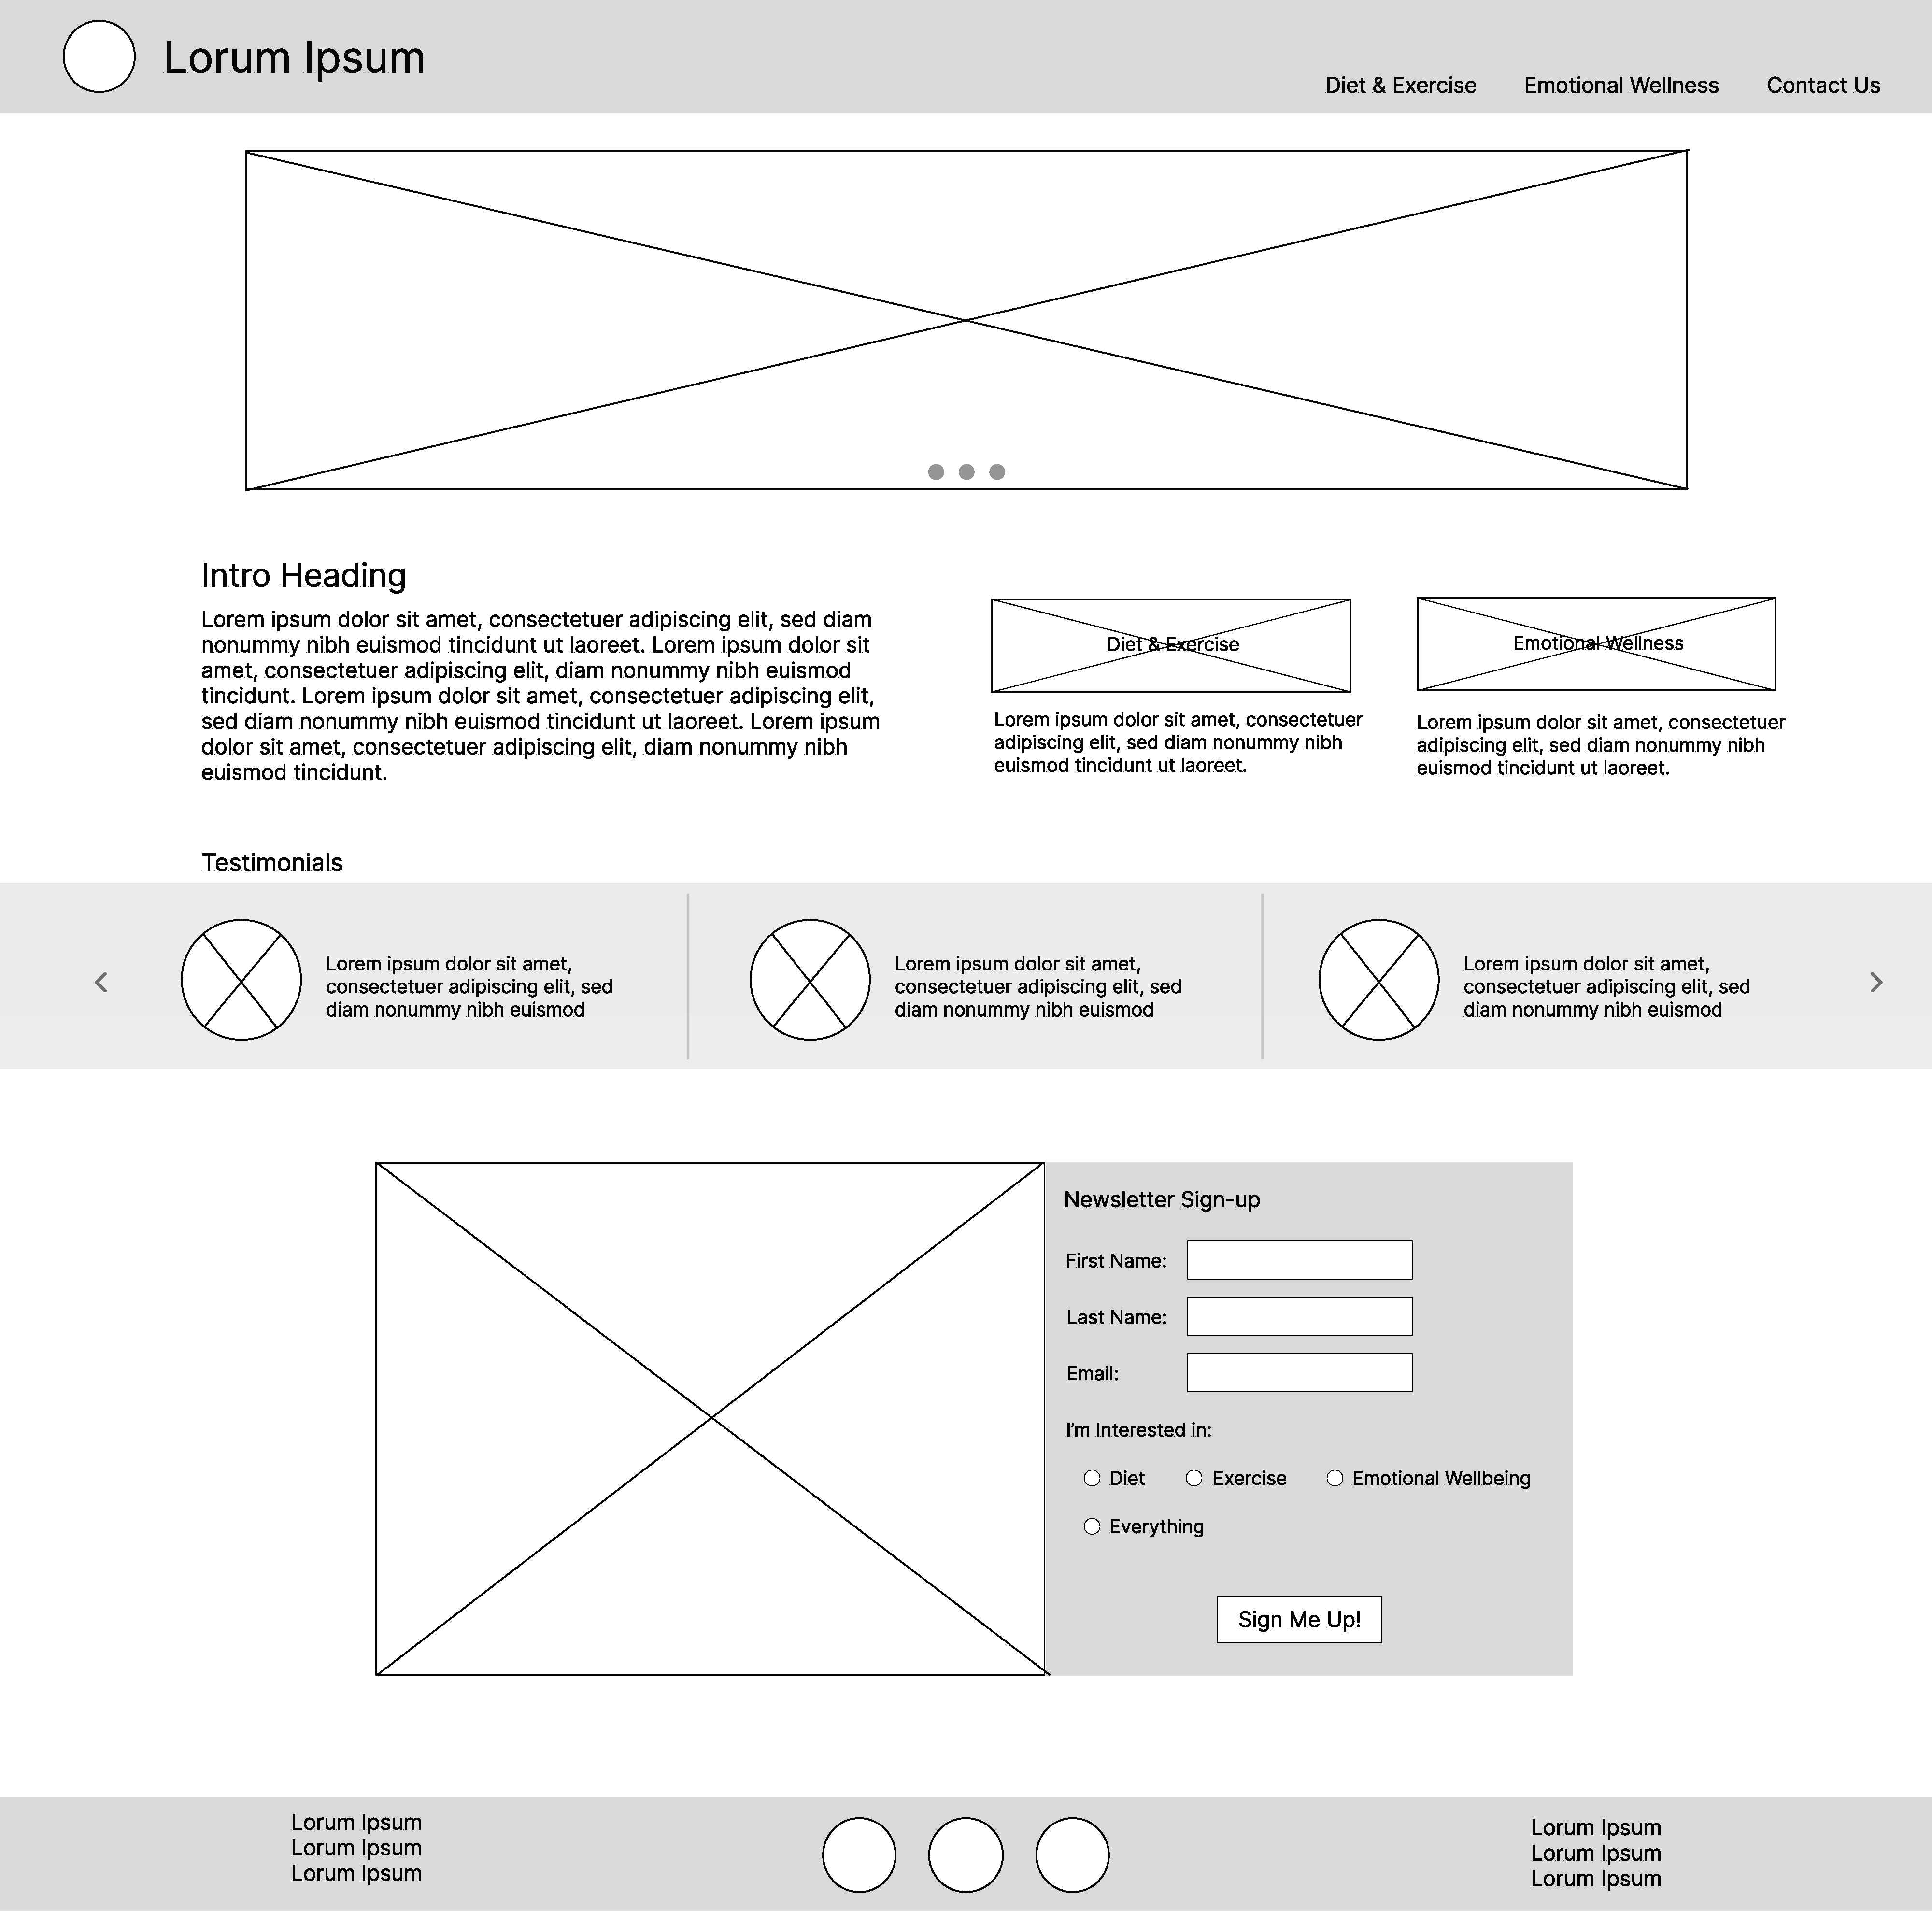 Lorum Ipsum
Diet & Exercise
Emotional Wellness
Contact Us
Intro Heading
Lorem ipsum dolor sit amet, consectetuer adipiscing elit, sed diam
nonummy nibh euismod tincidunt ut laoreet. Lorem ipsum dolor sit
amet, consectetuer adipiscing elit, diam nonummy nibh euismod
tincidunt. Lorem ipsum dolor sit amet, consectetuer adipiscing elit,
sed diam nonummy nibh euismod tincidunt ut laoreet. Lorem ipsum
dolor sit amet, consectetuer adipiscing elit, diam nonummy nibh
euismod tincidunt.
Diet & Exercise
Lorem ipsum dolor sit amet, consectetuer
adipiscing elit, sed diam nonummy nibh
euismod tincidunt ut laoreet.
Emotional Wellness
Lorem ipsum dolor sit amet, consectetuer
adipiscing elit, sed diam nonummy nibh
euismod tincidunt ut laoreet.
Testimonials
Lorem ipsum dolor sit amet,
consectetuer adipiscing elit, sed
diam nonummy nibh euismod
Lorem ipsum dolor sit amet,
consectetuer adipiscing elit, sed
diam nonummy nibh euismod
Lorem ipsum dolor sit amet,
consectetuer adipiscing elit, sed
diam nonummy nibh euismod
Newsletter Sign-up
First Name:
Last Name:
Email:
I’m Interested in:
Diet
Exercise
Emotional Wellbeing
Everything
Sign Me Up!
Lorum Ipsum
Lorum Ipsum
Lorum Ipsum
Lorum Ipsum
Lorum Ipsum
Lorum Ipsum